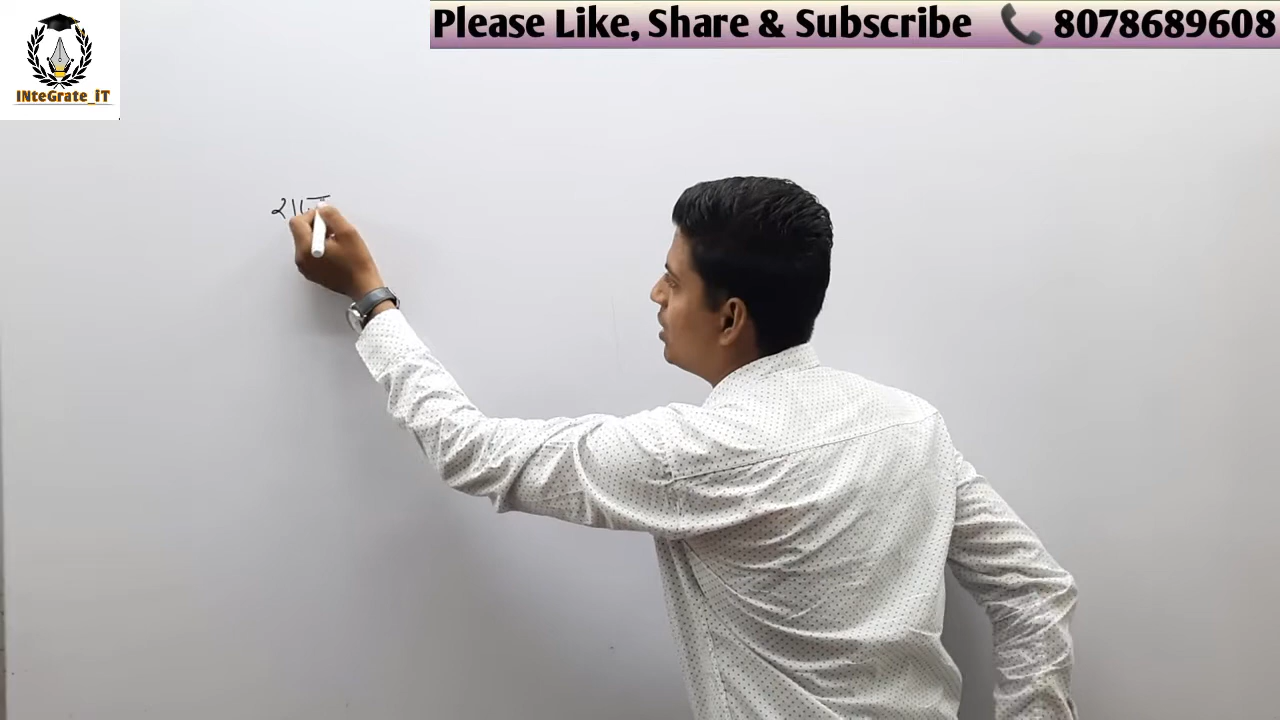 Please Like, Share & Subscribe 📞 8078689608
INteGrate_iT